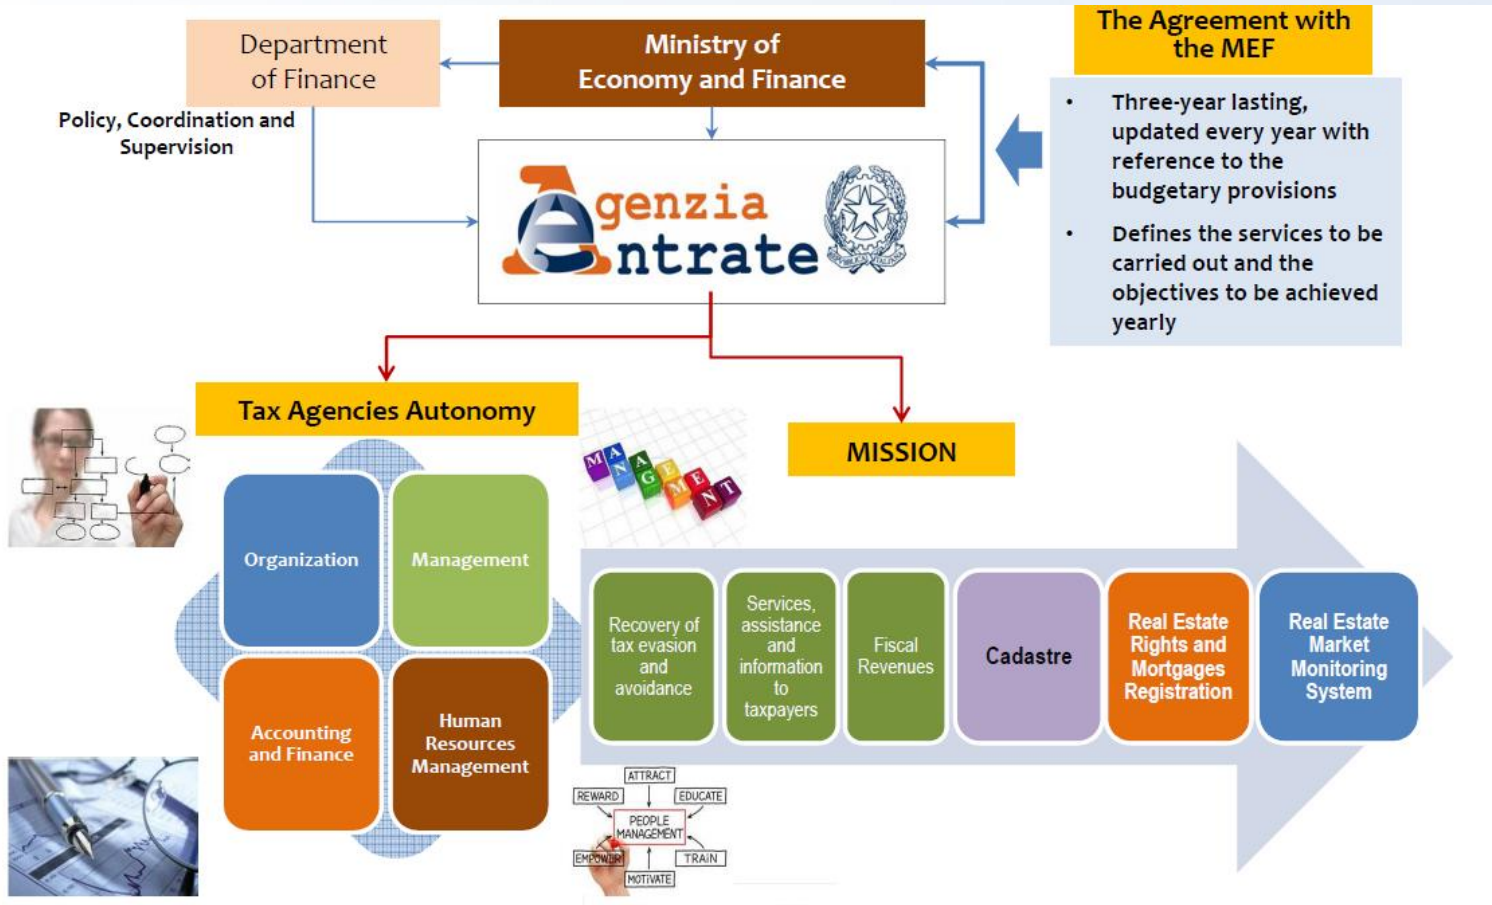 Department
of Finance
Ministry of
Economy and Finance
The Agreement with
the MEF
Policy, Coordination and
Supervision
• Three-year lasting,
updated every year with
reference to the
budgetary provisions
• Defines the services to be
carried out and the
objectives to be achieved
yearly
Agenzia
Entrate
REPVBBLICA ITALIANA
Tax Agencies Autonomy
MISSION
MANAGEMENT
Organization
Management
Accounting
and Finance
Human
Resources
Management
Recovery of
tax evasion
and
avoidance
Services,
assistance
and
information
to
taxpayers
Fiscal
Revenues
Cadastre
Real Estate
Rights and
Mortgages
Registration
Real Estate
Market
Monitoring
System
ATTRACT
REWARD
EDUCATE
PEOPLE
MANAGEMENT
EMPOWER
TRAIN
MOTIVATE